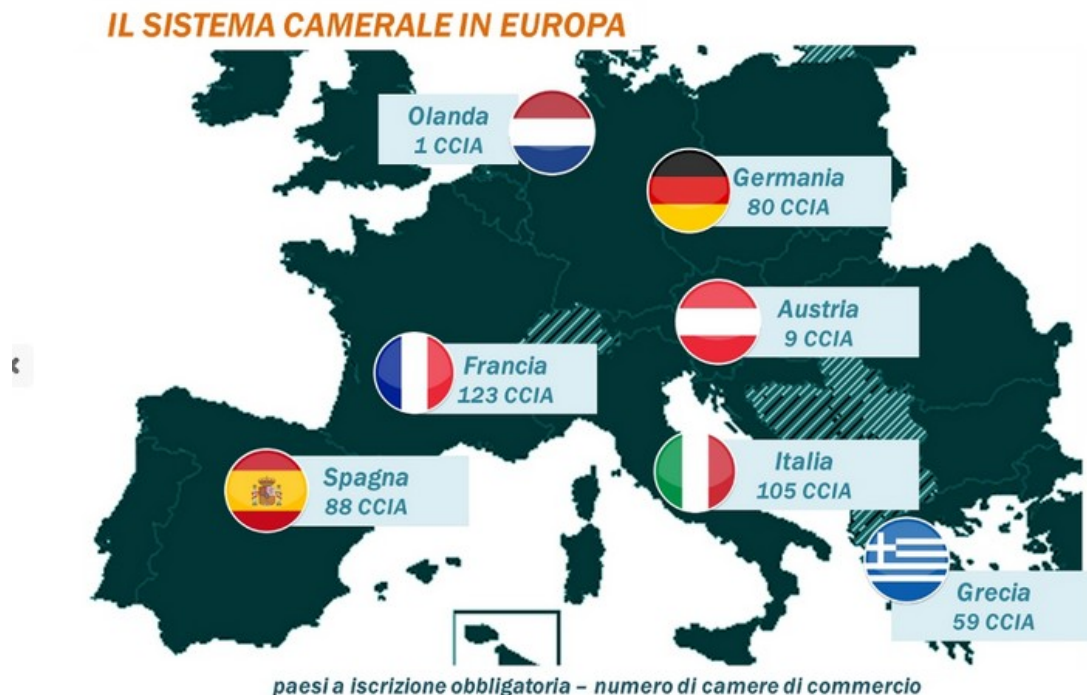 IL SISTEMA CAMERALE IN EUROPA
Olanda
1 CCIA
Germania
80 CCIA
Austria
9 CCIA
Francia
123 CCIA
Italia
105 CCIA
Spagna
88 CCIA
Grecia
59 CCIA
paesi a iscrizione obbligatoria – numero di camere di commercio